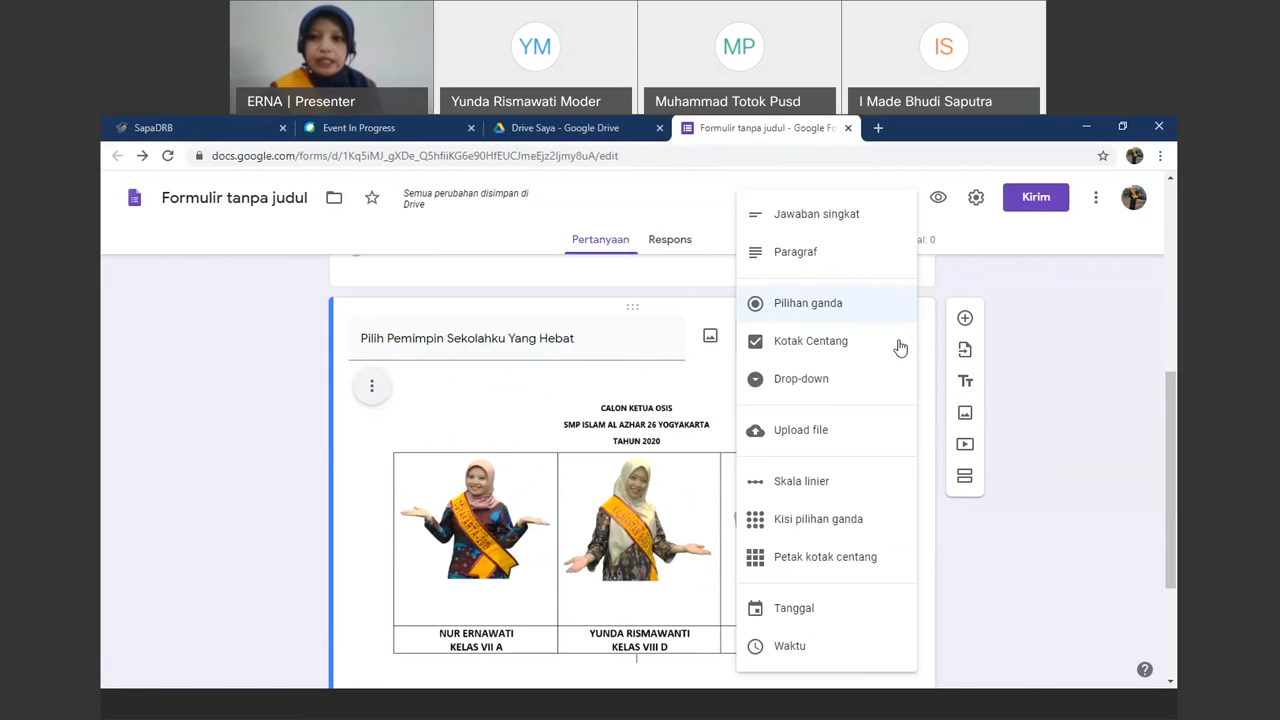 YM
MP
IS
ERNA | Presenter
Yunda Rismawati Moder
Muhammad Totok Pusd
I Made Bhudi Saputra
SapaDRB
Event In Progress
Drive Saya - Google Drive
Formulir tanpa judul - Google Fo
docs.google.com/forms/d/1Kq5iMJ_gXDe_Q5hfiiKG6e90HfEUCJmeEjz2Ijmy8uA/edit
Formulir tanpa judul
Semua perubahan disimpan di
Drive
Kirim
Pertanyaan
Respons
al: 0
Jawaban singkat
Paragraf
Pilihan ganda
Kotak Centang
Drop-down
Upload file
Skala linier
Kisi pilihan ganda
Petak kotak centang
Tanggal
Waktu
Pilih Pemimpin Sekolahku Yang Hebat
CALON KETUA OSIS
SMP ISLAM AL AZHAR 26 YOGYAKARTA
TAHUN 2020
NUR ERNAWATI
KELAS VII A
YUNDA RISMAWANTI
KELAS VIII D